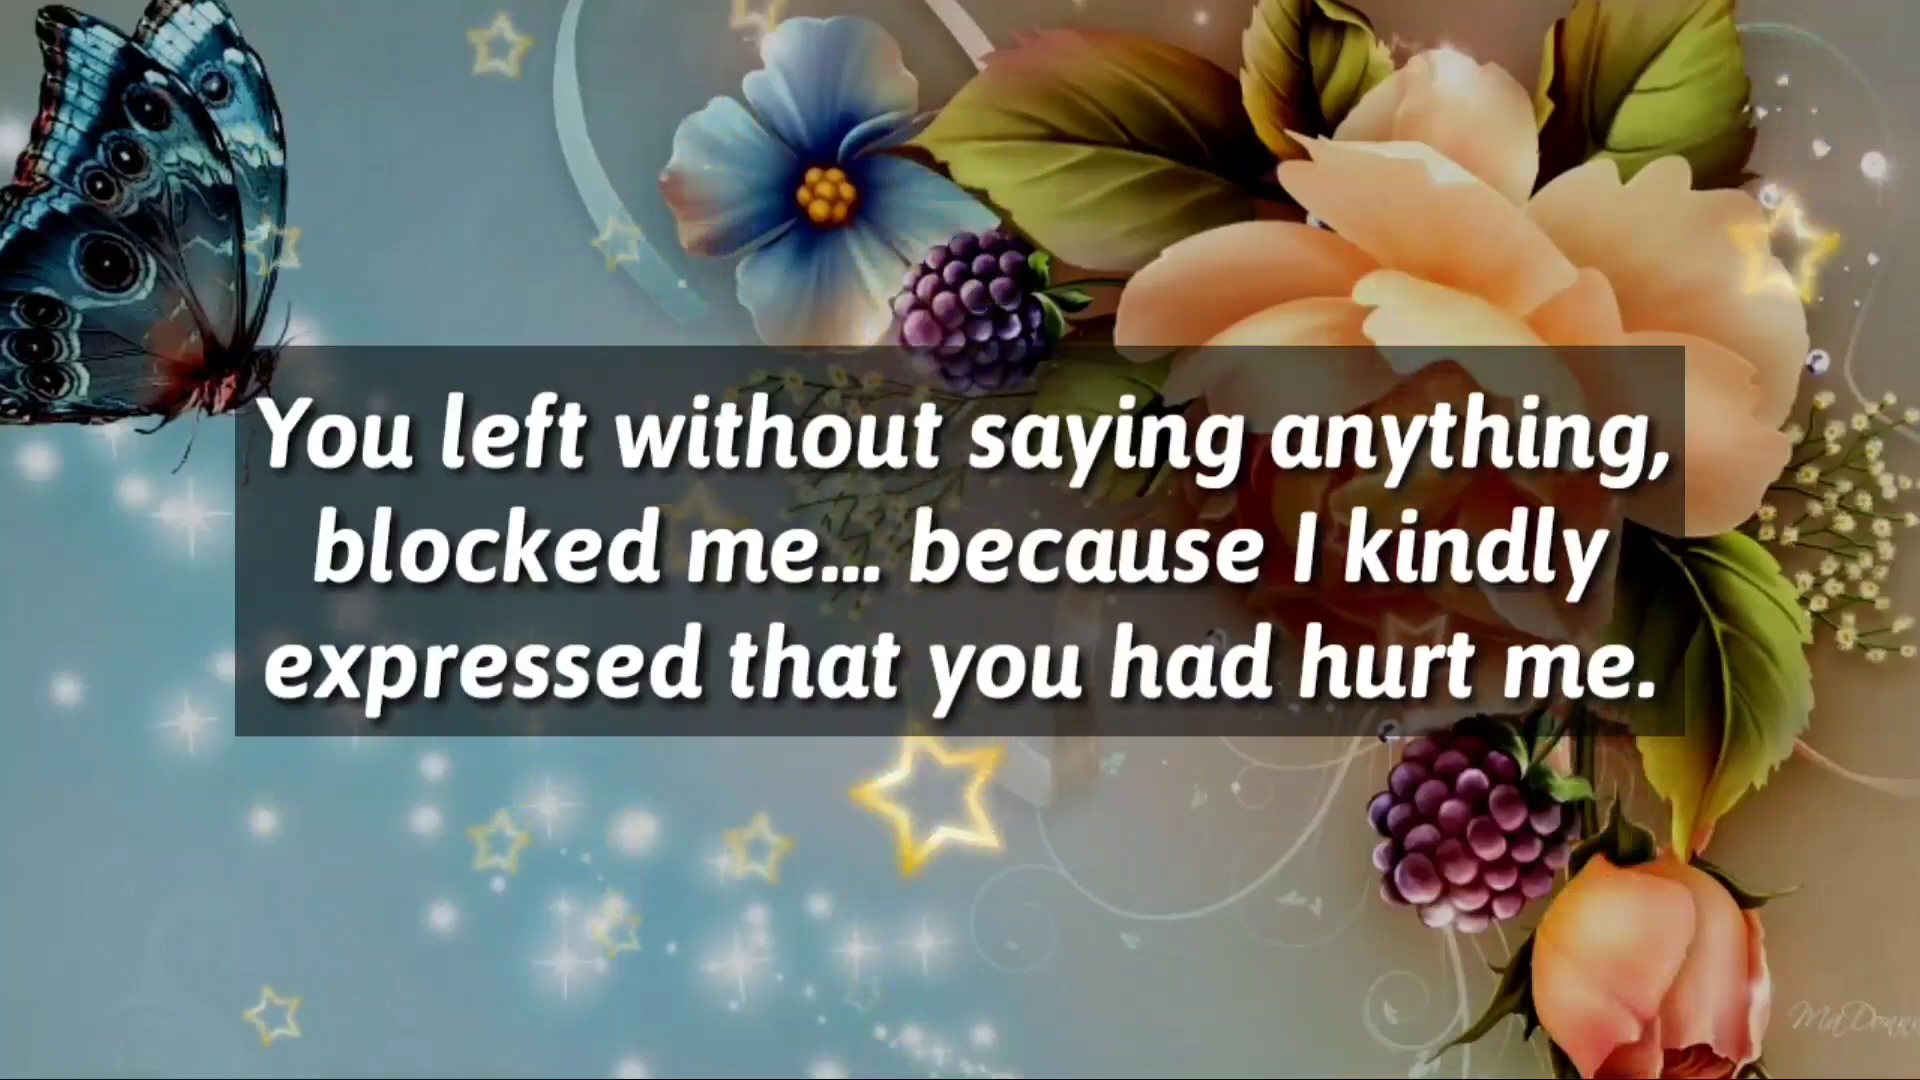 You left without saying anything,
blocked me... because I kindly
expressed that you had hurt me.